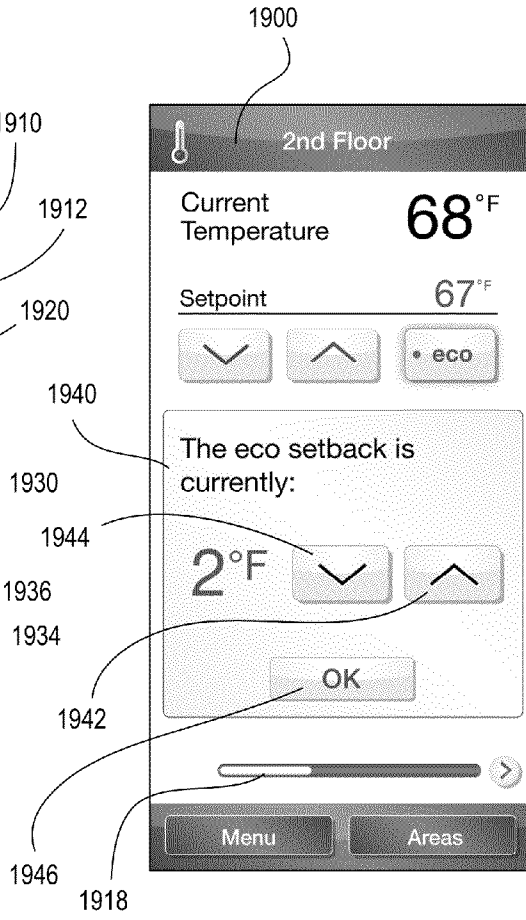 1900
1910
2nd Floor
Current
Temperature
68°F
1912
1920
Setpoint
67°F
• eco
1940
The eco setback is
currently:
1930
1944
2°F
1936
1934
OK
1942
Menu
Areas
1946
1918